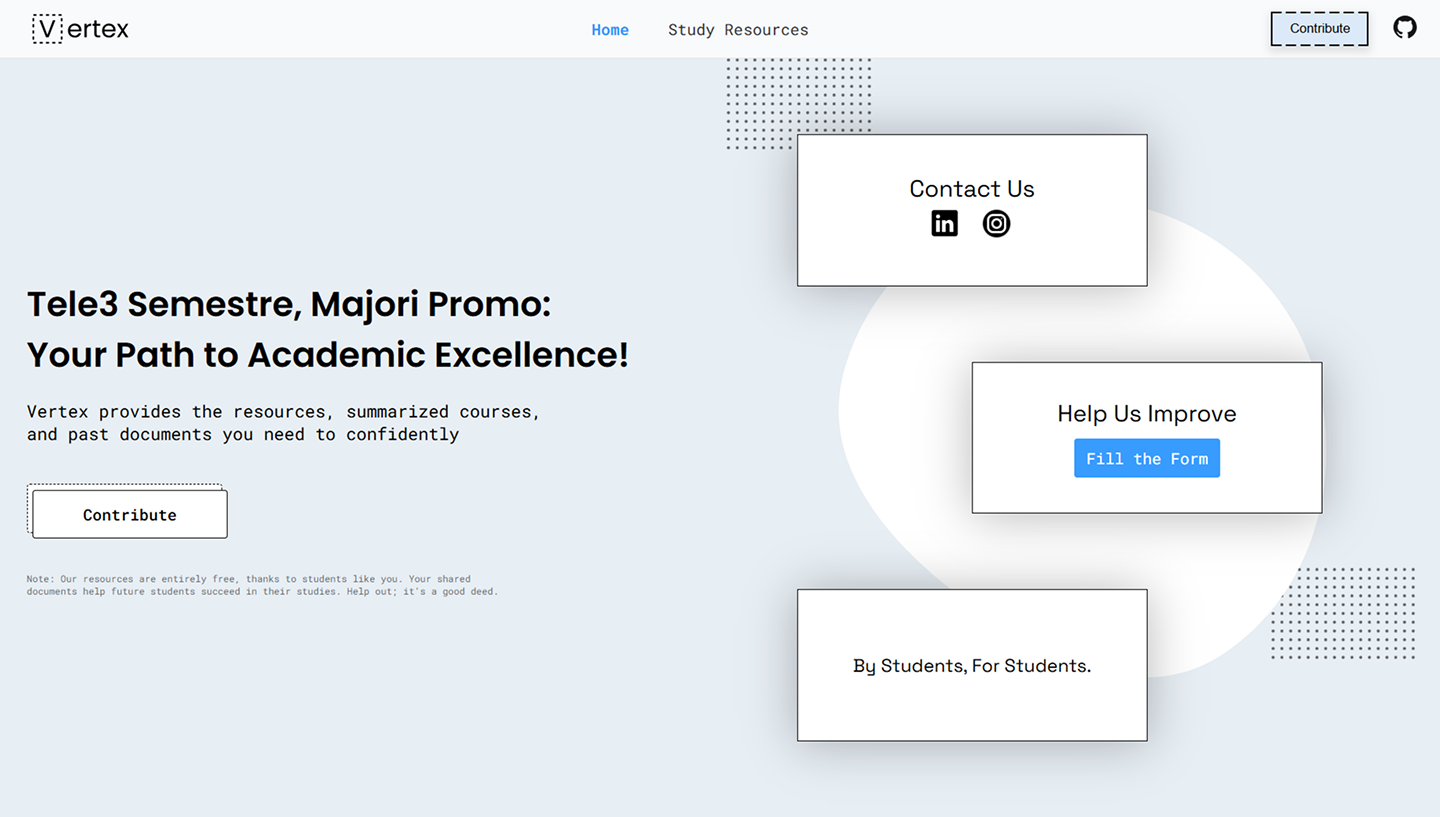 Vertex
Home
Study Resources
Contribute
Tele3 Semestre, Majori Promo:
Your Path to Academic Excellence!
Vertex provides the resources, summarized courses,
and past documents you need to confidently
Contribute
Note: Our resources are entirely free, thanks to students like you. Your shared
documents help future students succeed in their studies. Help out; it's a good deed.
Contact Us
in
Help Us Improve
Fill the Form
By Students, For Students.